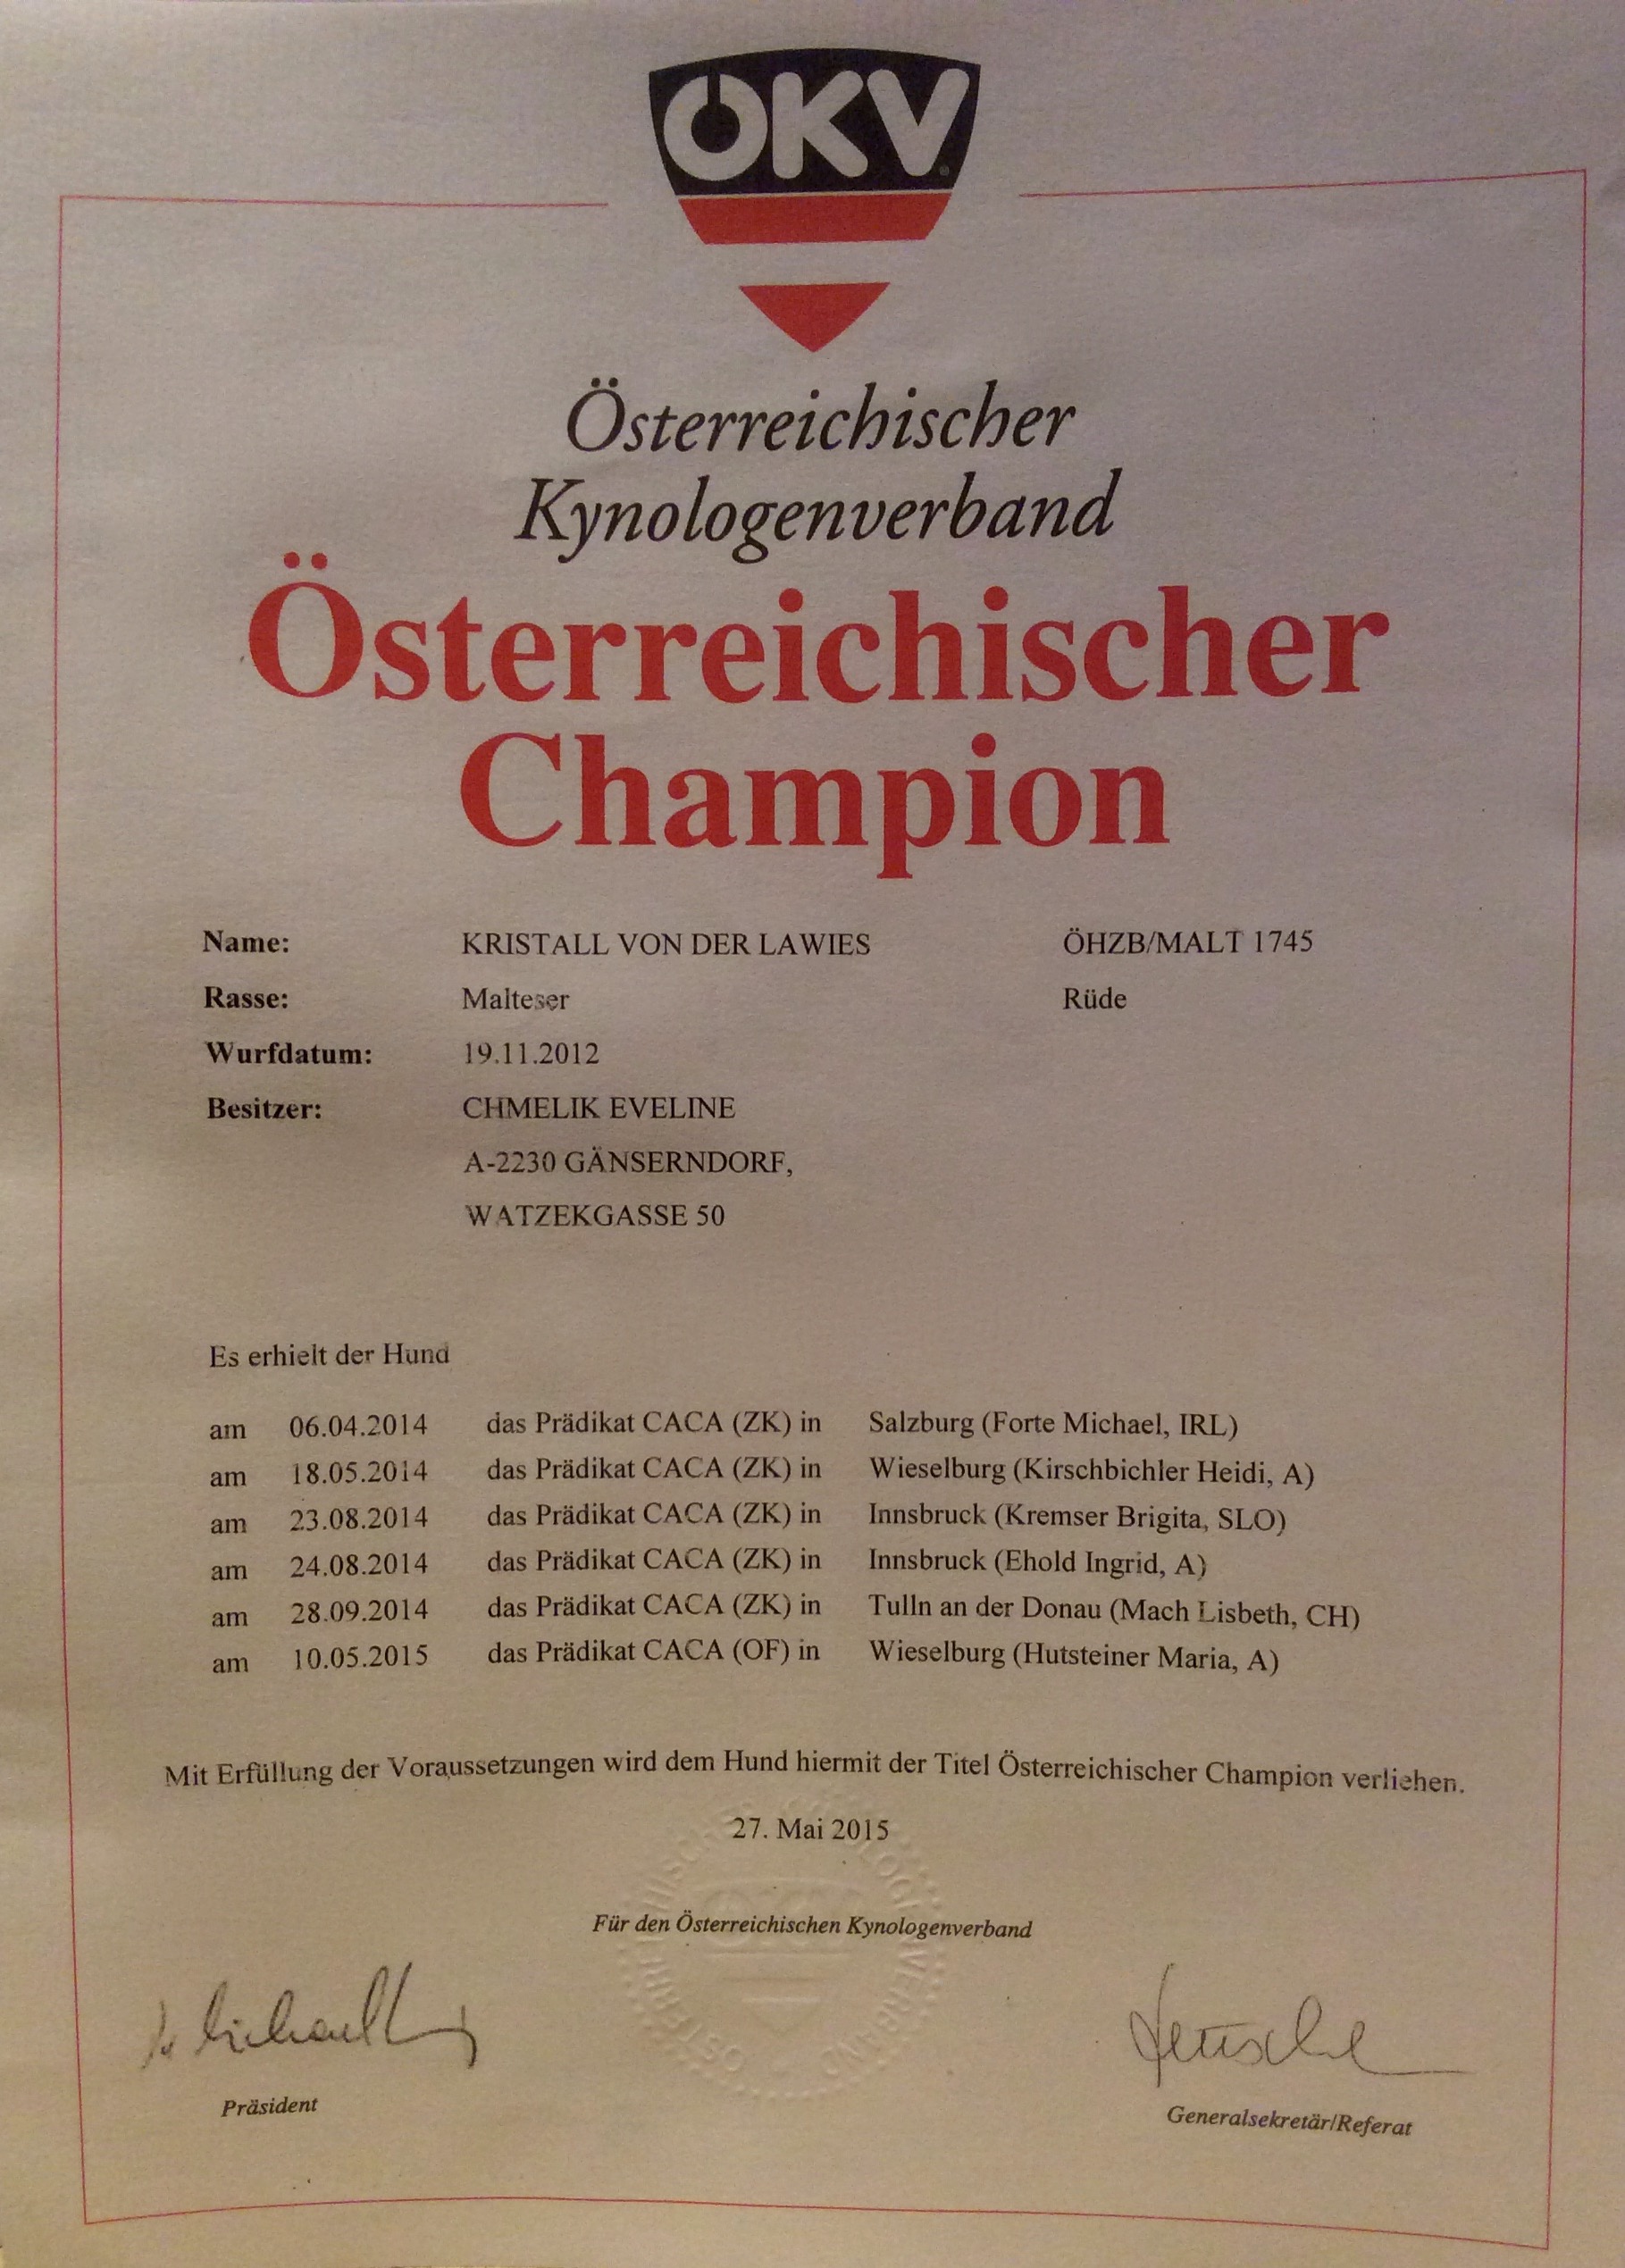 ÖKV
Österreichischer
Kynologenverband
Österreichischer
Champion
Name: KRISTALL VON DER LAWIES ÖHZB/MALT 1745
Rasse: Malteser Rüde
Wurfdatum: 19.11.2012
Besitzer: CHMELIK EVELINE
A-2230 GÄNSERNDORF,
WATZEKGASSE 50
Es erhielt der Hund
am 06.04.2014 das Prädikat CACA (ZK) in Salzburg (Forte Michael, IRL)
am 18.05.2014 das Prädikat CACA (ZK) in Wieselburg (Kirschbichler Heidi, A)
am 23.08.2014 das Prädikat CACA (ZK) in Innsbruck (Kremser Brigita, SLO)
am 24.08.2014 das Prädikat CACA (ZK) in Innsbruck (Ehold Ingrid, A)
am 28.09.2014 das Prädikat CACA (ZK) in Tulln an der Donau (Mach Lisbeth, CH)
am 10.05.2015 das Prädikat CACA (OF) in Wieselburg (Hutsteiner Maria, A)
Mit Erfüllung der Voraussetzungen wird dem Hund hiermit der Titel Österreichischer Champion verliehen.
27. Mai 2015
Für den Österreichischen Kynologenverband
Präsident
Generalsekretär/Referat